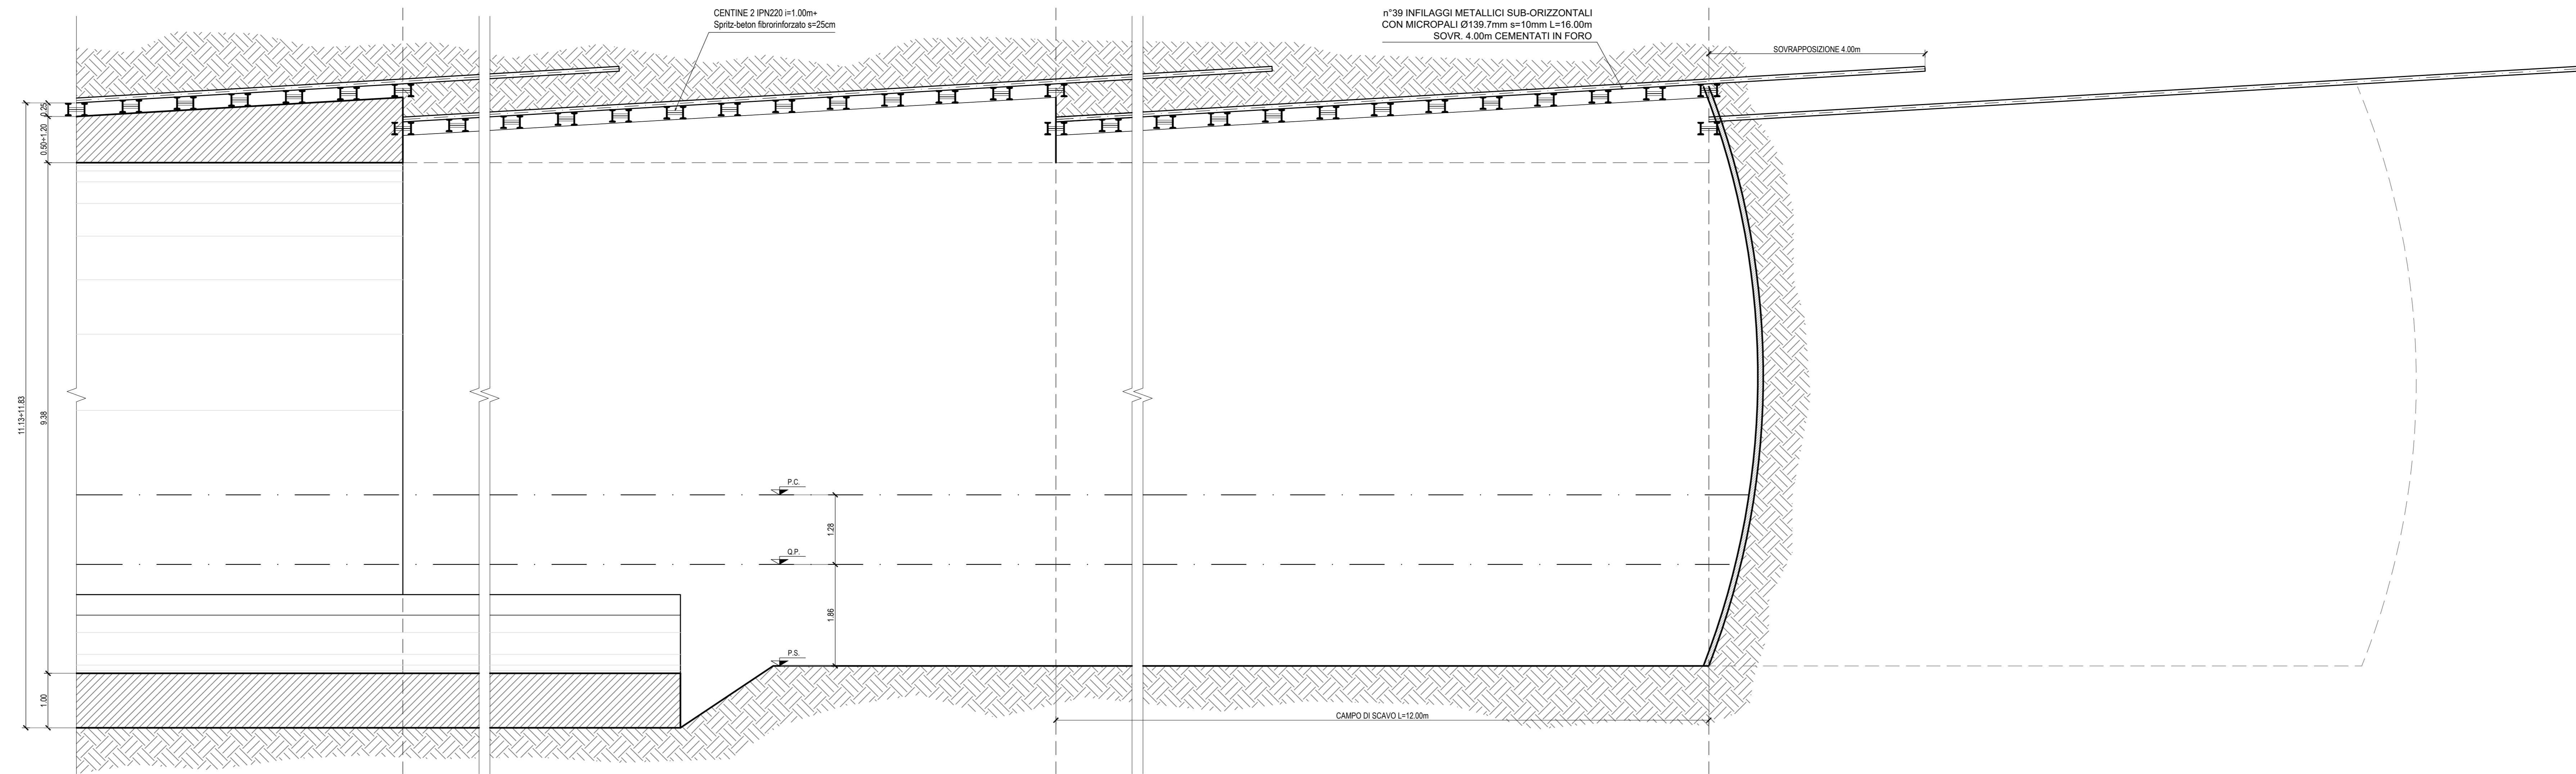 CENTINE 2 IPN220 i=1.00m+
Spritz-beton fibrorinforzato s=25cm
n°39 INFILAGGI METALLICI SUB-ORIZZONTALI
CON MICROPALI Ø139.7mm s=10mm L=16.00m
SOVR. 4.00m CEMENTATI IN FORO
SOVRAPPOSIZIONE 4.00m
0.25
0.50÷1.20
11.13÷11.83
9.38
P.C.
1.28
Q.P.
1.86
P.S.
1.00
CAMPO DI SCAVO L=12.00m